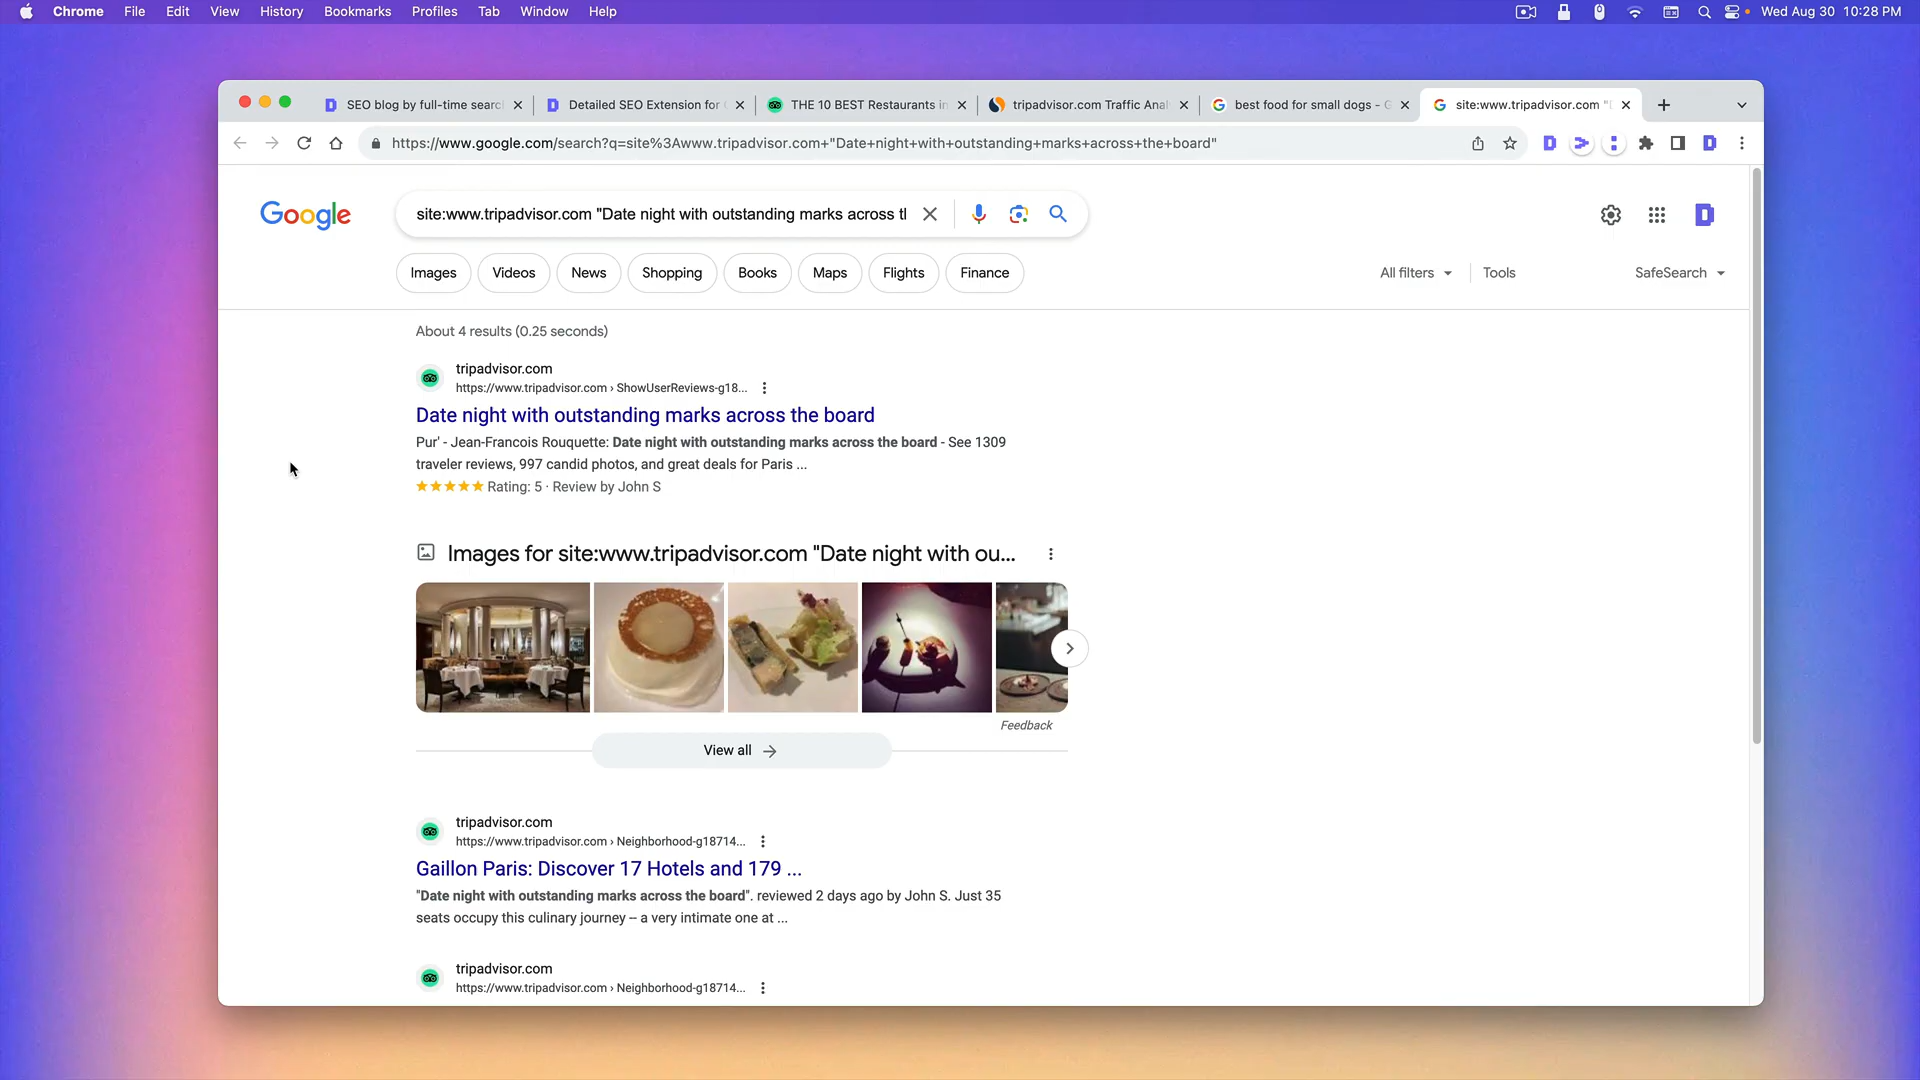 Chrome File Edit View History Bookmarks Profiles Tab Window Help Wed Aug 30 10:28 PM
SEO blog by full-time searc Detailed SEO Extension for THE 10 BEST Restaurants in tripadvisor.com Traffic Anal best food for small dogs - G site:www.tripadvisor.com "
https://www.google.com/search?q=site%3Awww.tripadvisor.com+"Date+night+with+outstanding+marks+across+the+board"
Google
site:www.tripadvisor.com "Date night with outstanding marks across tl
Images Videos News Shopping Books Maps Flights Finance All filters Tools SafeSearch
About 4 results (0.25 seconds)
tripadvisor.com
https://www.tripadvisor.com › ShowUserReviews-g18...
Date night with outstanding marks across the board
Pur' - Jean-Francois Rouquette: Date night with outstanding marks across the board - See 1309
traveler reviews, 997 candid photos, and great deals for Paris ...
Rating: 5 · Review by John S
Images for site:www.tripadvisor.com "Date night with ou...
Feedback
View all
tripadvisor.com
https://www.tripadvisor.com › Neighborhood-g18714...
Gaillon Paris: Discover 17 Hotels and 179 ...
"Date night with outstanding marks across the board". reviewed 2 days ago by John S. Just 35
seats occupy this culinary journey – a very intimate one at ...
tripadvisor.com
https://www.tripadvisor.com › Neighborhood-g18714...